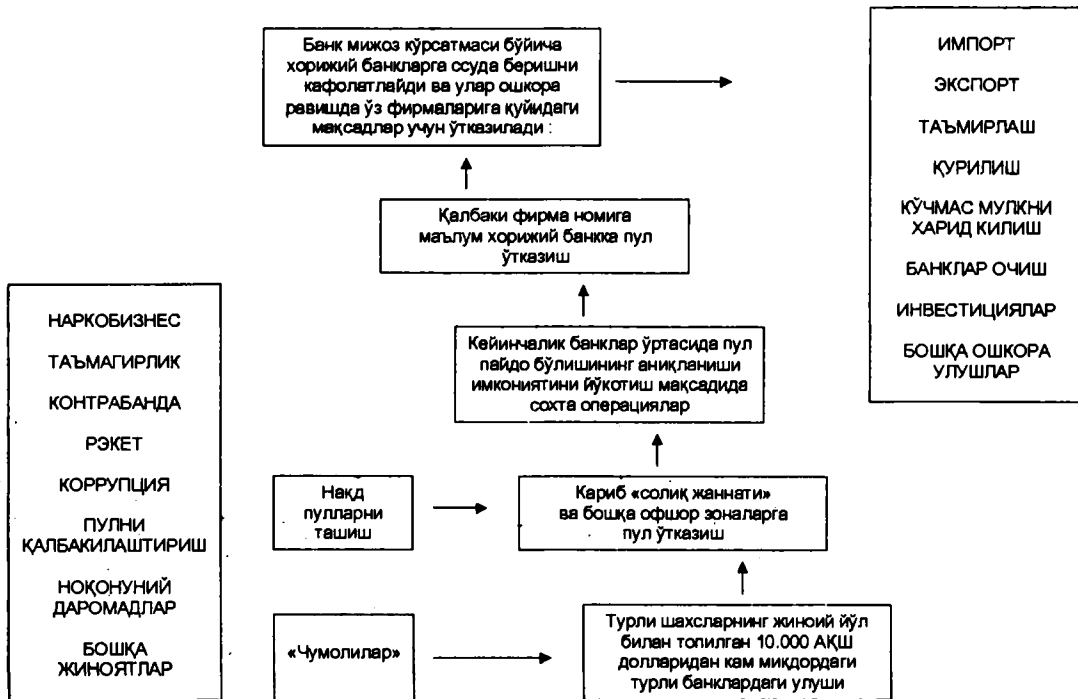 Банк мижоз кўрсатмаси бўйича
хорижий банкларга ссуда беришни
кафолатлайди ва улар ошкора
равишда ўз фирмаларига қуйидаги
мақсадлар учун ўтказилади :
ИМПОРТ
ЭКСПОРТ
ТАЪМИРЛАШ
ҚУРИЛИШ
КЎЧМАС МУЛКНИ
ХАРИД КИЛИШ
БАНКЛАР ОЧИШ
ИНВЕСТИЦИЯЛАР
БОШҚА ОШКОРА
УЛУШЛАР
Қалбаки фирма номига
маълум хорижий банкка пул
ўтказиш
Кейинчалик банклар ўртасида пул
пайдо бўлишининг аниқланиши
имкониятини йўкотиш мақсадида
сохта операциялар
НАРКОБИЗНЕС
ТАЪМАГИРЛИК
КОНТРАБАНДА
РЭКЕТ
КОРРУПЦИЯ
ПУЛНИ
ҚАЛБАКИЛАШТИРИШ
НОҚОНУНИЙ
ДАРОМАДЛАР
БОШҚА
ЖИНОЯТЛАР
Нақд
пулларни
ташиш
Кариб «солиқ жаннати»
ва бошқа офшор зоналарга
пул ўтказиш
«Чумолилар»
Турли шахсларнинг жиноий йўл
билан топилган 10.000 АҚШ
долларидан кам миқдордаги
турли банклардаги улуши